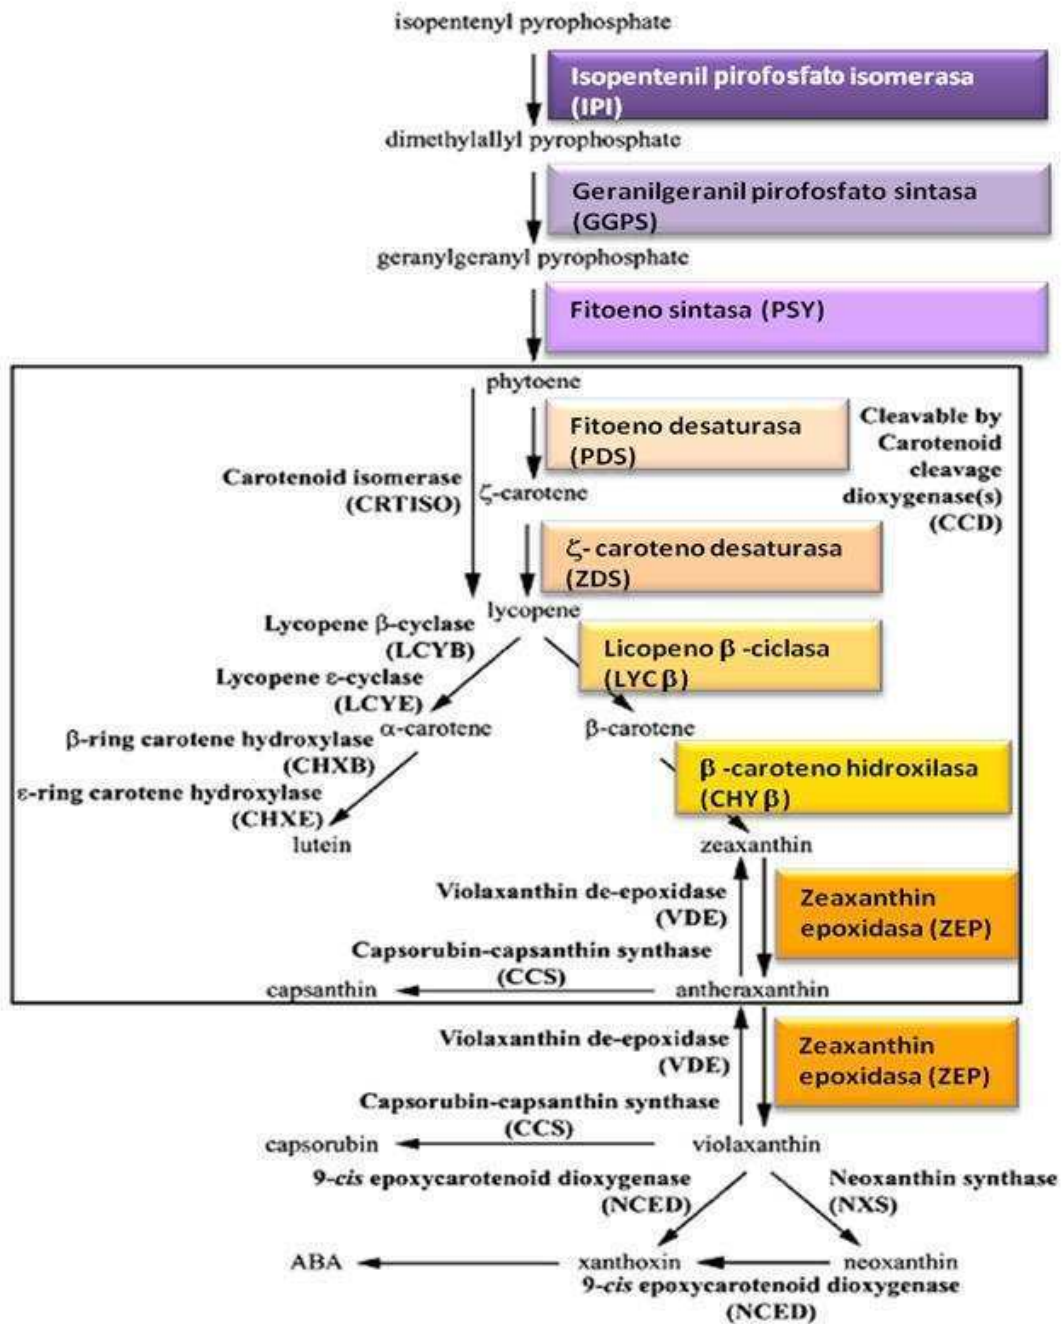 isopentenyl pyrophosphate
Isopentenil pirofosfato isomerasa
(IPI)
dimethylallyl pyrophosphate
Geranilgeranil pirofosfato sintasa
(GGPS)
geranylgeranyl pyrophosphate
Fitoeno sintasa (PSY)
phytoene
Fitoeno desaturasa
(PDS)
Cleavable by
Carotenoid
cleavage
dioxygenase(s)
(CCD)
Carotenoid isomerase
(CRTISO)
ζ-carotene
ζ- caroteno desaturasa
(ZDS)
lycopene
Lycopene β-cyclase
(LCYB)
Licopeno β -ciclasa
(LYC β)
Lycopene ε-cyclase
(LCYE)
α-carotene
β-carotene
β-ring carotene hydroxylase
(CHXB)
β -caroteno hidroxilasa
(CHY β)
ε-ring carotene hydroxylase
(CHXE)
lutein
zeaxanthin
Violaxanthin de-epoxidase
(VDE)
Zeaxanthin
epoxidasa (ZEP)
Capsorubin-capsanthin synthase
(CCS)
capsanthin
antheraxanthin
Violaxanthin de-epoxidase
(VDE)
Zeaxanthin
epoxidasa (ZEP)
Capsorubin-capsanthin synthase
(CCS)
capsorubin
violaxanthin
9-cis epoxycarotenoid dioxygenase
(NCED)
Neoxanthin synthase
(NXS)
ABA
xanthoxin
neoxanthin
9-cis epoxycarotenoid dioxygenase
(NCED)